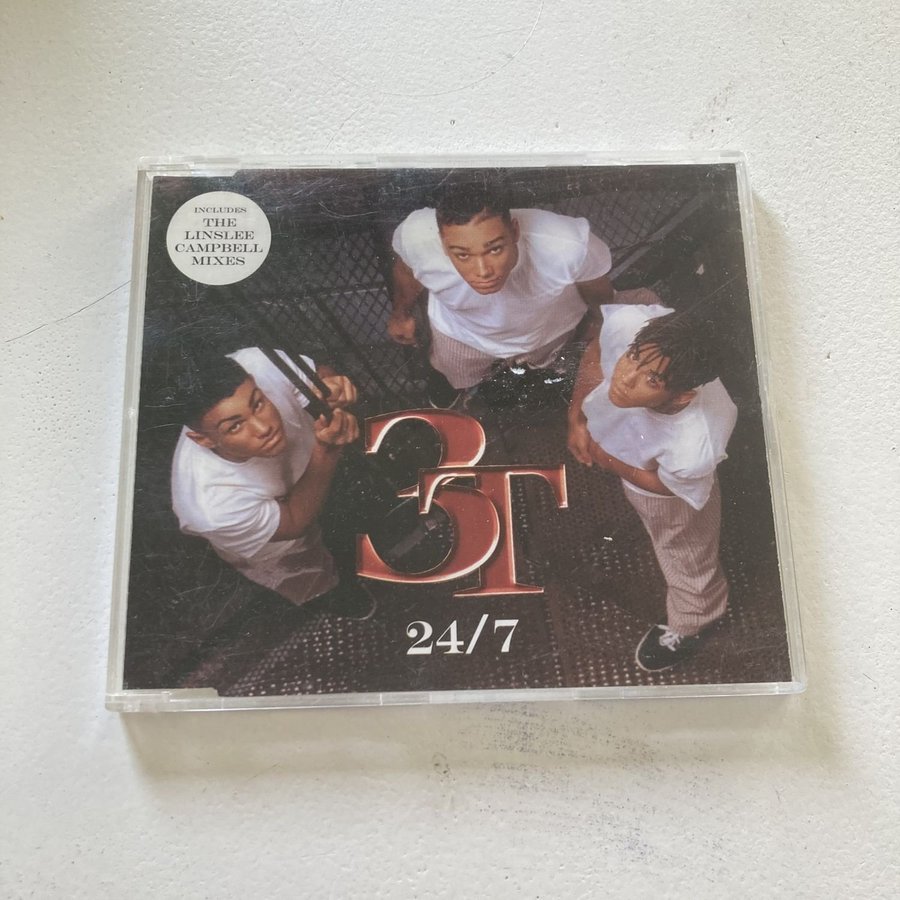 INCLUDES
THE
LINSLEE
CAMPBELL
MIXES
3T
24/7